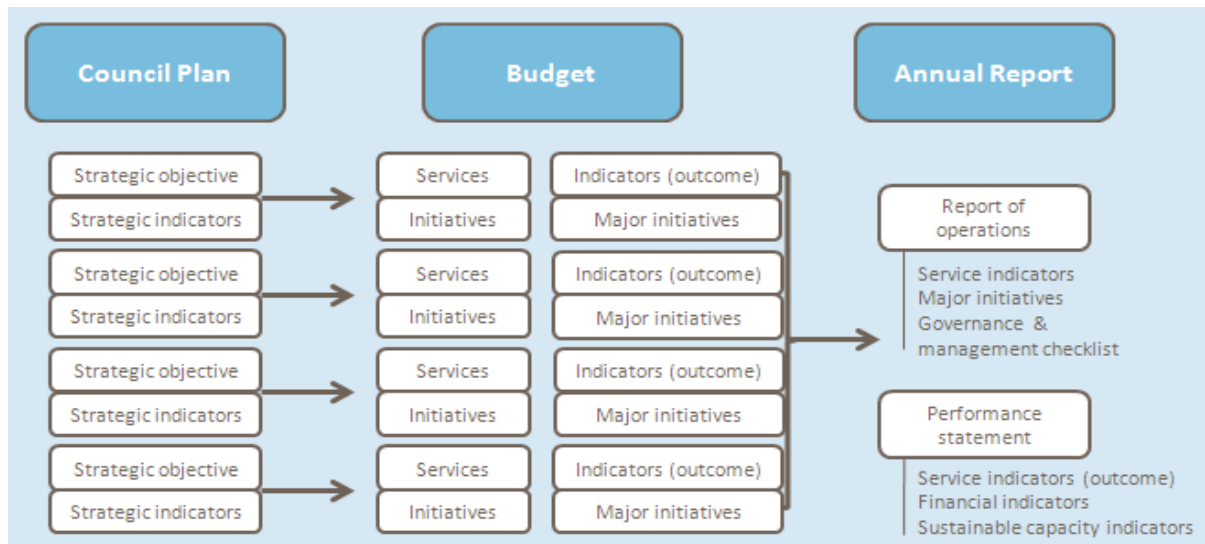 Council Plan
Budget
Annual Report
Strategic objective
Strategic indicators
Strategic objective
Strategic indicators
Strategic objective
Strategic indicators
Strategic objective
Strategic indicators
Services
Initiatives
Services
Initiatives
Services
Initiatives
Services
Initiatives
Indicators (outcome)
Major initiatives
Indicators (outcome)
Major initiatives
Indicators (outcome)
Major initiatives
Indicators (outcome)
Major initiatives
Report of
operations
Service indicators
Major initiatives
Governance &
management checklist
Performance
statement
Service indicators (outcome)
Financial indicators
Sustainable capacity indicators